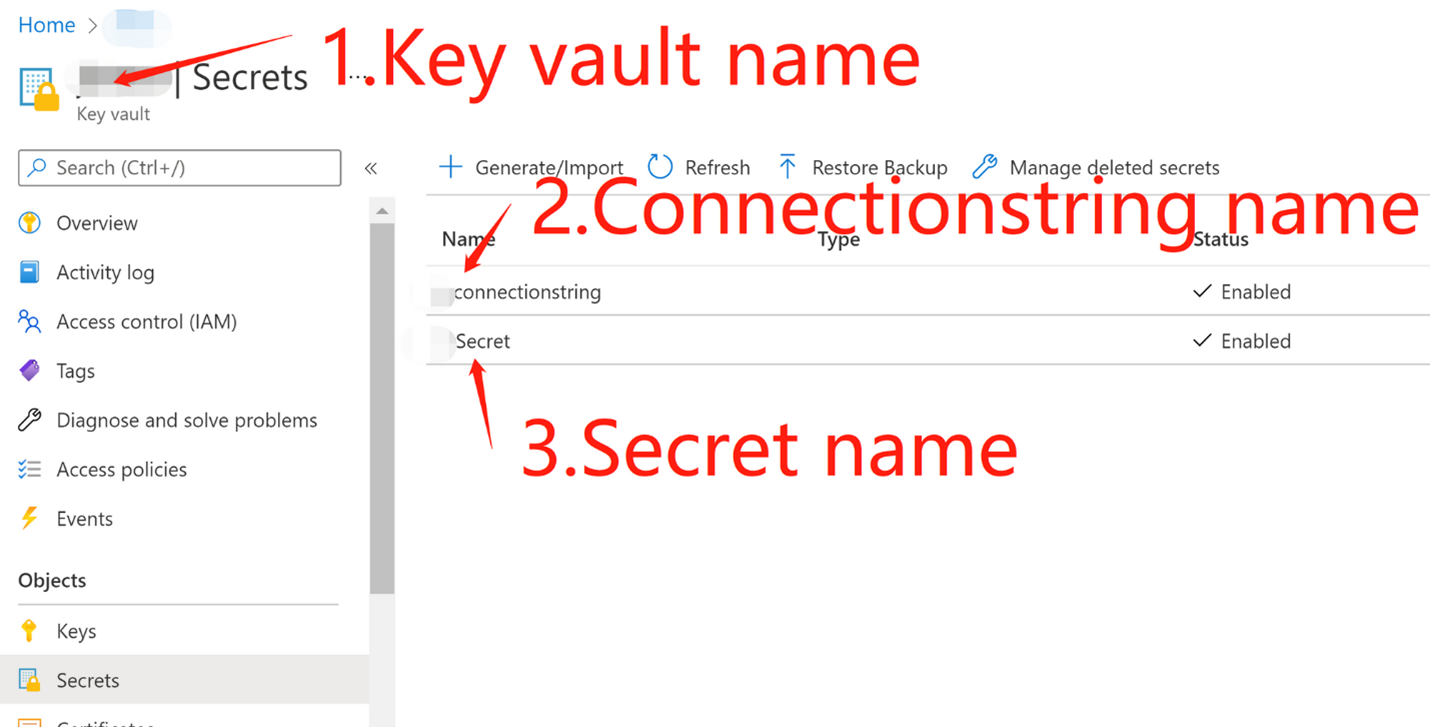 Home >
| Secrets ...
1.Key vault name
Key vault
Search (Ctrl+/)
«
Generate/Import Refresh Restore Backup Manage deleted secrets
2.Connectionstring name
Name Type Status
connectionstring Enabled
Secret Enabled
3.Secret name
Overview
Activity log
Access control (IAM)
Tags
Diagnose and solve problems
Access policies
Events
Objects
Keys
Secrets
Certificates